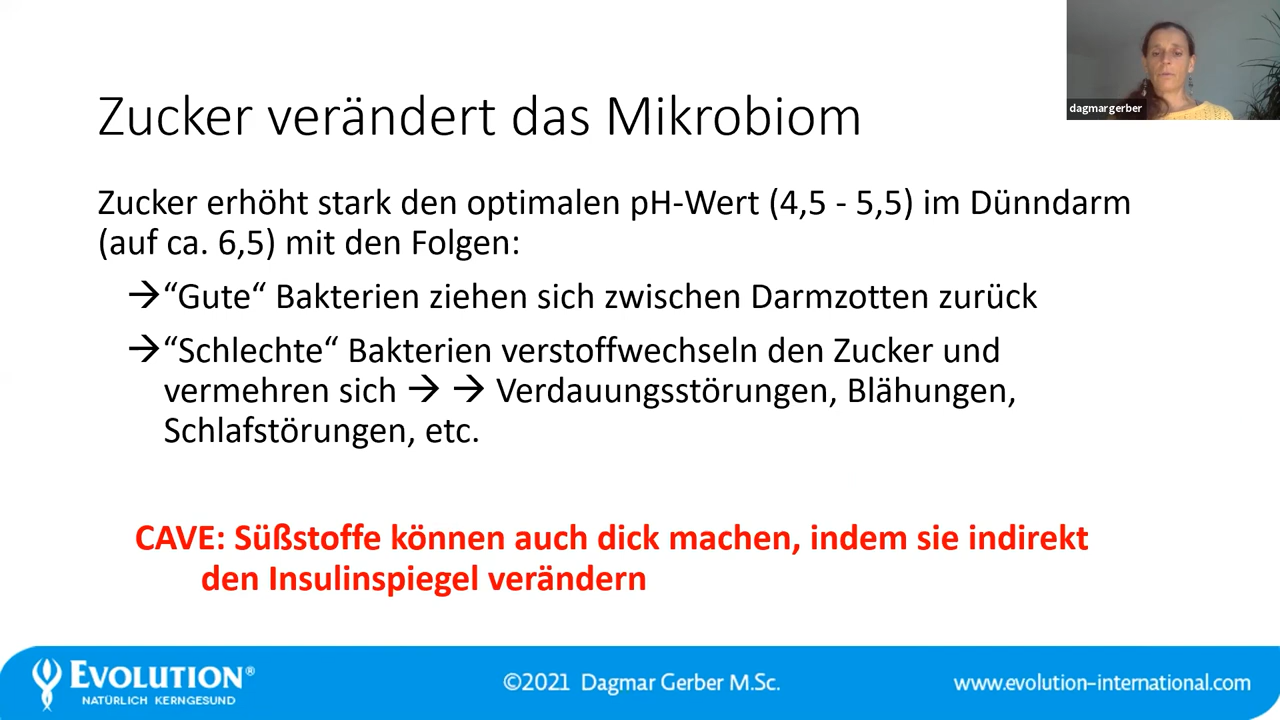 dagmargerber
Zucker verändert das Mikrobiom
Zucker erhöht stark den optimalen pH-Wert (4,5 - 5,5) im Dünndarm
(auf ca. 6,5) mit den Folgen:
→“Gute“ Bakterien ziehen sich zwischen Darmzotten zurück
→“Schlechte“ Bakterien verstoffwechseln den Zucker und
vermehren sich → → Verdauungsstörungen, Blähungen,
Schlafstörungen, etc.
CAVE: Süßstoffe können auch dick machen, indem sie indirekt
den Insulinspiegel verändern
EVOLUTION®
NATÜRLICH KERNGESUND
©2021 Dagmar Gerber M.Sc.
www.evolution-international.com